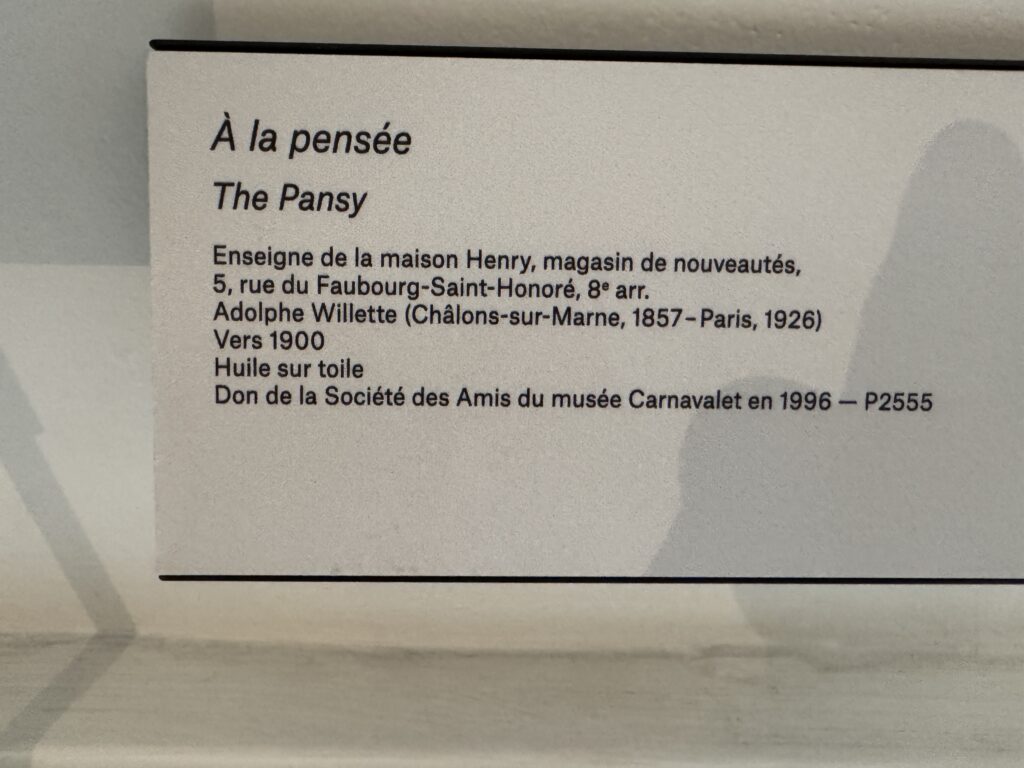 À la pensée
The Pansy
Enseigne de la maison Henry, magasin de nouveautés,
5, rue du Faubourg-Saint-Honoré, 8ᵉ arr.
Adolphe Willette (Châlons-sur-Marne, 1857–Paris, 1926)
Vers 1900
Huile sur toile
Don de la Société des Amis du musée Carnavalet en 1996 — P2555